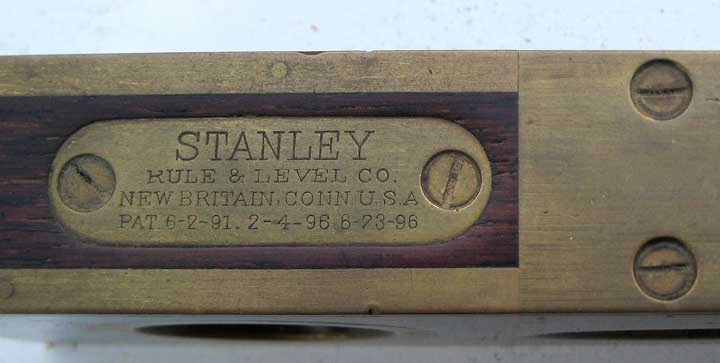 STANLEY
RULE & LEVEL CO.
NEW BRITAIN, CONN. U.S.A
PAT. 6-2-91. 2-4-96. 6-23-96